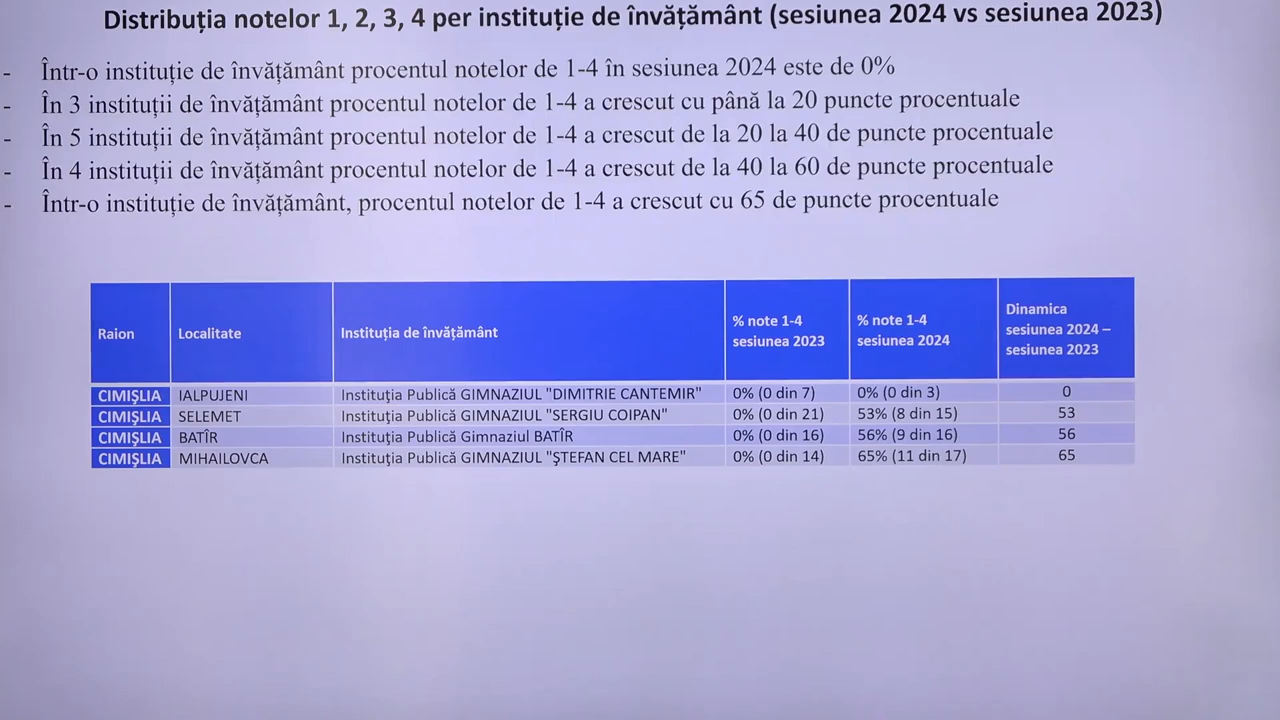 Distribuția notelor 1, 2, 3, 4 per instituție de învățământ (sesiunea 2024 vs sesiunea 2023)
- Într-o instituție de învățământ procentul notelor de 1-4 în sesiunea 2024 este de 0%
- În 3 instituții de învățământ procentul notelor de 1-4 a crescut cu până la 20 puncte procentuale
- În 5 instituții de învățământ procentul notelor de 1-4 a crescut de la 20 la 40 de puncte procentuale
- În 4 instituții de învățământ procentul notelor de 1-4 a crescut de la 40 la 60 de puncte procentuale
- Într-o instituție de învățământ, procentul notelor de 1-4 a crescut cu 65 de puncte procentuale
Raion Localitate Instituția de învățământ % note 1-4 sesiunea 2023 % note 1-4 sesiunea 2024 Dinamica sesiunea 2024 – sesiunea 2023
CIMIŞLIA IALPUJENI Instituţia Publică GIMNAZIUL "DIMITRIE CANTEMIR" 0% (0 din 7) 0% (0 din 3) 0
CIMIŞLIA SELEMET Instituţia Publică GIMNAZIUL "SERGIU COIPAN" 0% (0 din 21) 53% (8 din 15) 53
CIMIŞLIA BATÎR Instituţia Publică Gimnaziul BATÎR 0% (0 din 16) 56% (9 din 16) 56
CIMIŞLIA MIHAILOVCA Instituţia Publică GIMNAZIUL "ŞTEFAN CEL MARE" 0% (0 din 14) 65% (11 din 17) 65